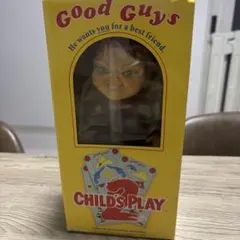 Good Guys
He wants you for a best friend.
2
CHILD'S PLAY